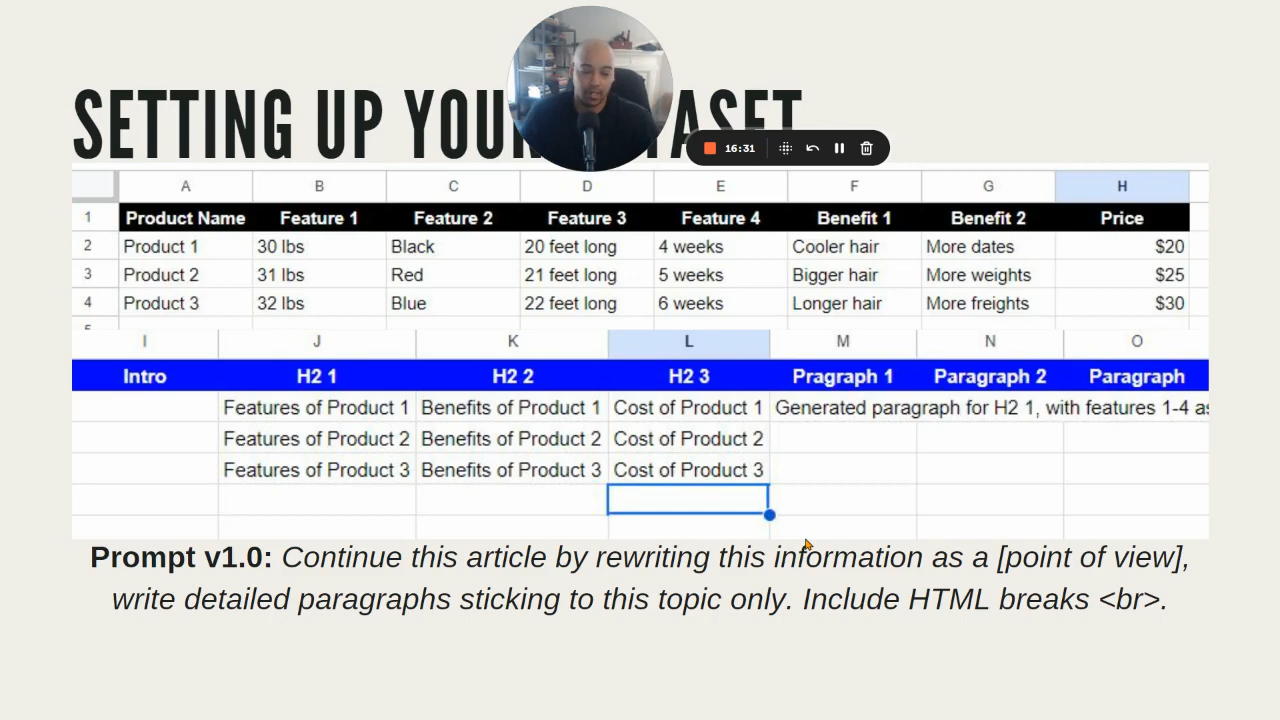 SETTING UP YOUR DATASET
16:31
A B C D E F G H
1 Product Name Feature 1 Feature 2 Feature 3 Feature 4 Benefit 1 Benefit 2 Price
2 Product 1 30 lbs Black 20 feet long 4 weeks Cooler hair More dates $20
3 Product 2 31 lbs Red 21 feet long 5 weeks Bigger hair More weights $25
4 Product 3 32 lbs Blue 22 feet long 6 weeks Longer hair More freights $30
5
I J K L M N O
Intro H2 1 H2 2 H2 3 Pragraph 1 Paragraph 2 Paragraph
Features of Product 1 Benefits of Product 1 Cost of Product 1 Generated paragraph for H2 1, with features 1-4 as
Features of Product 2 Benefits of Product 2 Cost of Product 2
Features of Product 3 Benefits of Product 3 Cost of Product 3
Prompt v1.0: Continue this article by rewriting this information as a [point of view],
write detailed paragraphs sticking to this topic only. Include HTML breaks <br>.